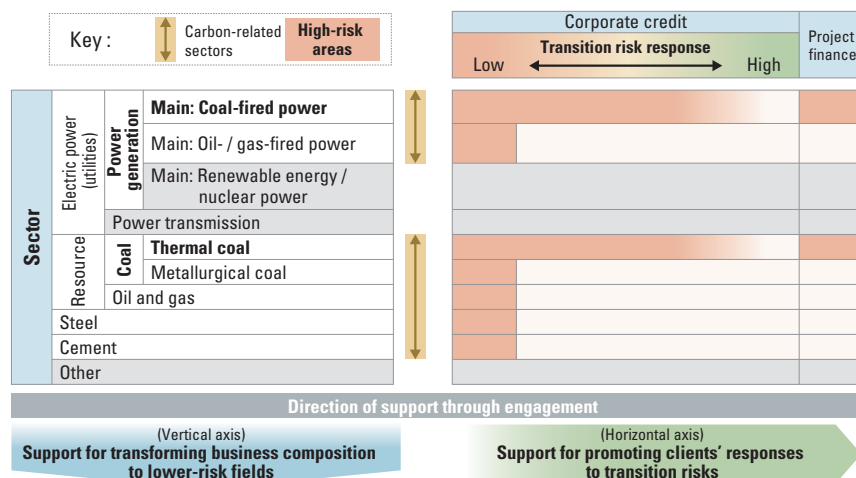 Key :
Carbon-related
sectors
High-risk
areas
Corporate credit
Project
finance
Transition risk response
Low
High
Sector
Electric power
(utilities)
Power
generation
Main: Coal-fired power
Main: Oil- / gas-fired power
Main: Renewable energy /
nuclear power
Power transmission
Resource
Coal
Thermal coal
Metallurgical coal
Oil and gas
Steel
Cement
Other
Direction of support through engagement
(Vertical axis)
Support for transforming business composition
to lower-risk fields
(Horizontal axis)
Support for promoting clients' responses
to transition risks